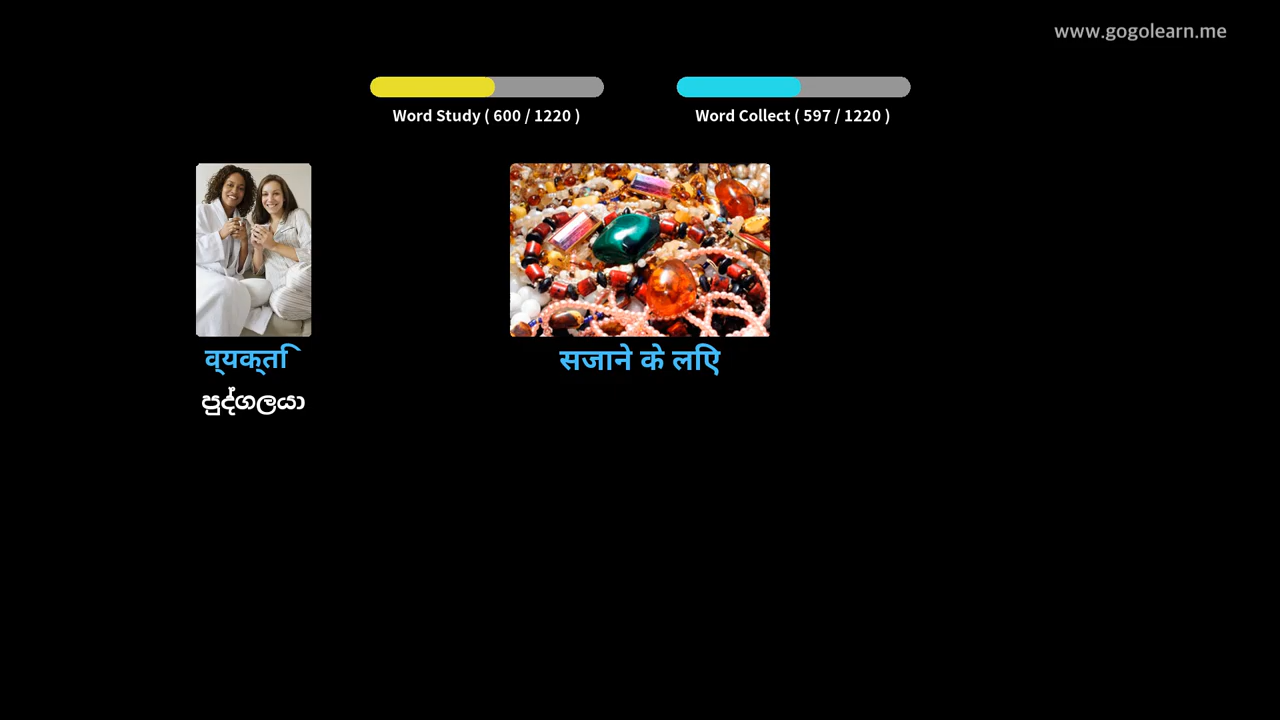 www.gogolearn.me
Word Study ( 600 / 1220 )
Word Collect ( 597 / 1220 )
व्यक्ति
सजाने के लिए
පුද්ගලයා